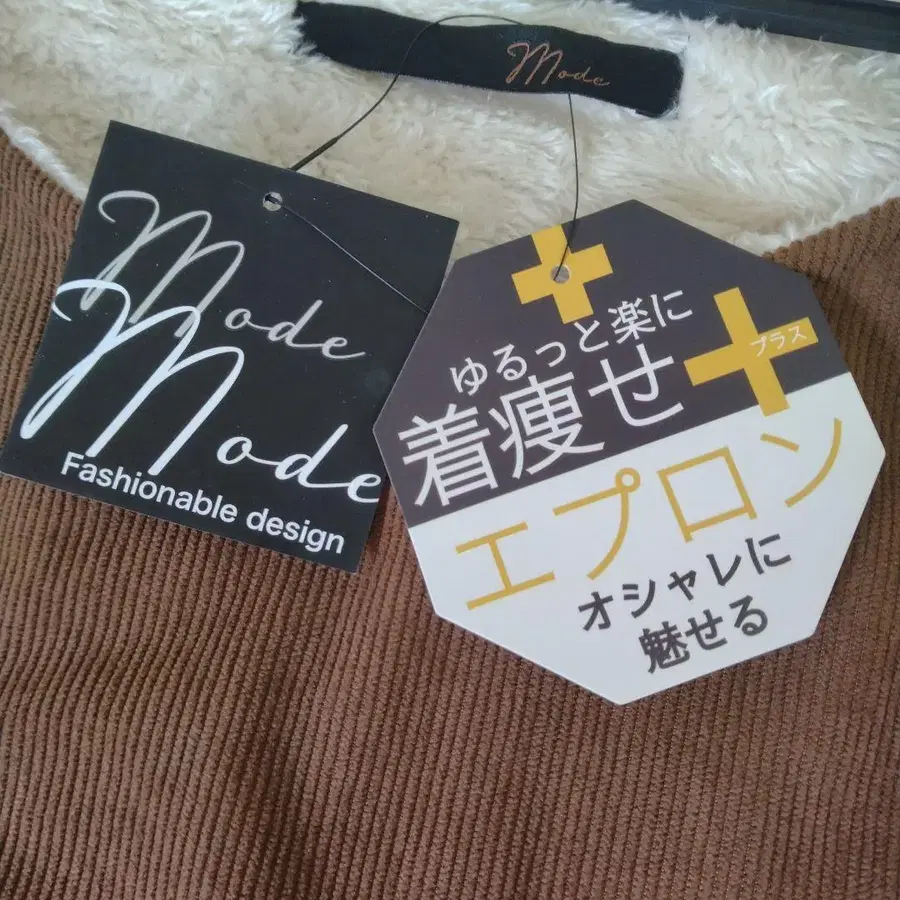 Mode
Mode
Mode
Fashionable design
ゆるっと楽に
着痩せ
プラス
エプロン
オシャレに
魅せる